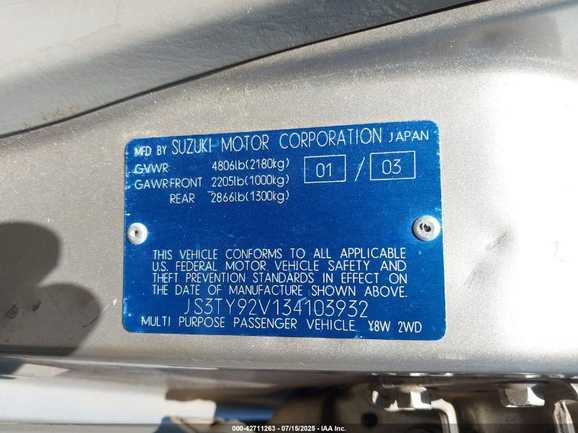 MFD BY SUZUKI MOTOR CORPORATION JAPAN
GVWR 4806lb(2180kg) 01 / 03
GAWR FRONT 2205lb(1000kg)
REAR 2866lb(1300kg)
THIS VEHICLE CONFORMS TO ALL APPLICABLE
U.S. FEDERAL MOTOR VEHICLE SAFETY AND
THEFT PREVENTION STANDARDS IN EFFECT ON
THE DATE OF MANUFACTURE SHOWN ABOVE.
JS3TY92V134103932
MULTI PURPOSE PASSENGER VEHICLE Y8W 2WD
000-42711263 - 07/15/2025 - IAA Inc.